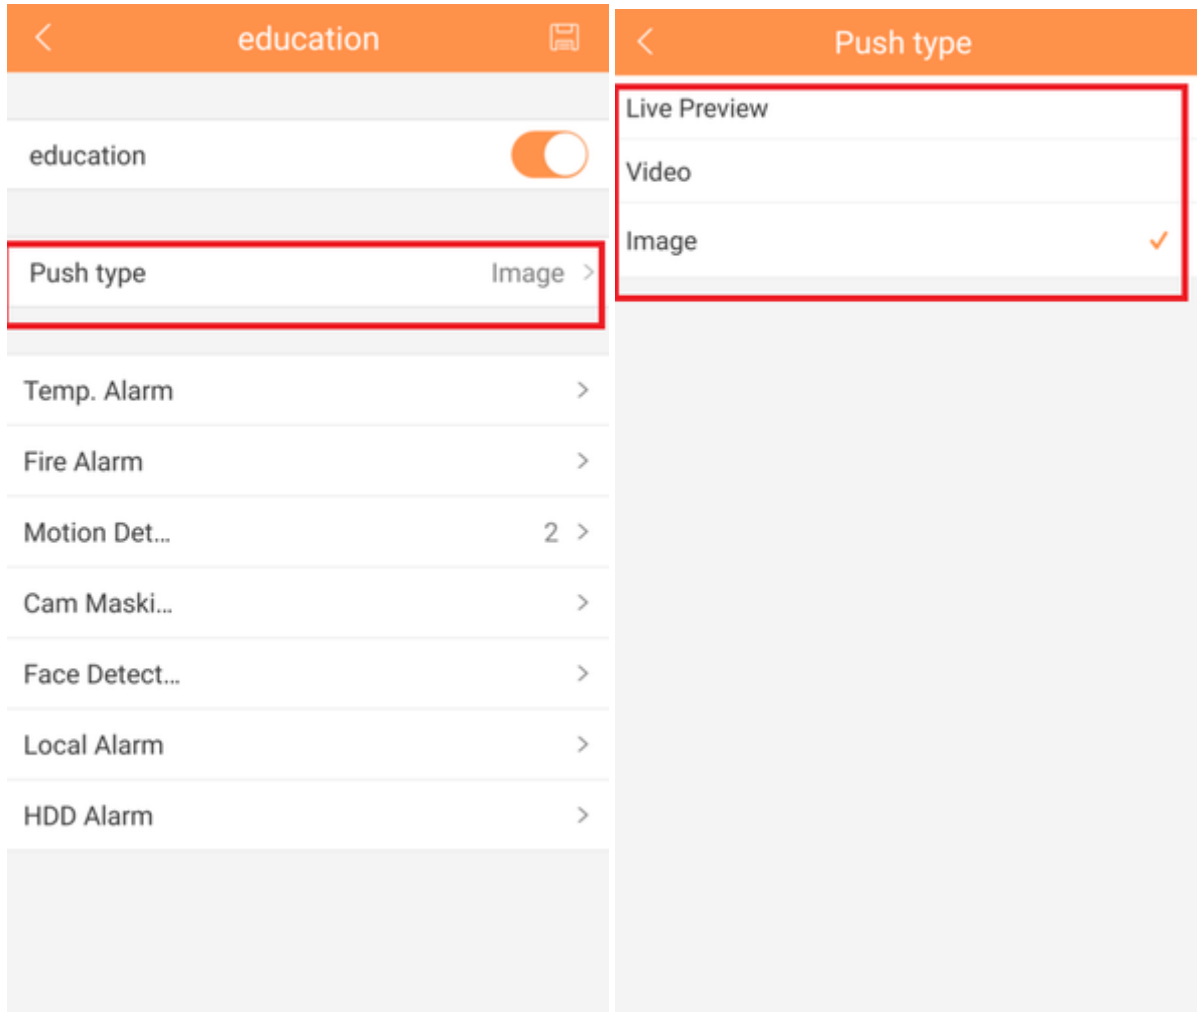 education
education
Push type Image
Temp. Alarm
Fire Alarm
Motion Det... 2
Cam Maski...
Face Detect...
Local Alarm
HDD Alarm
Push type
Live Preview
Video
Image